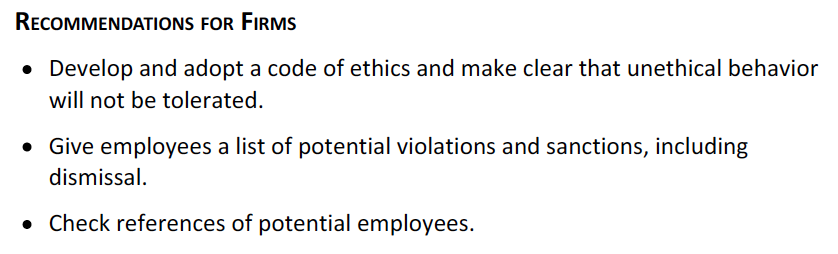 RECOMMENDATIONS FOR FIRMS
• Develop and adopt a code of ethics and make clear that unethical behavior
will not be tolerated.
• Give employees a list of potential violations and sanctions, including
dismissal.
• Check references of potential employees.